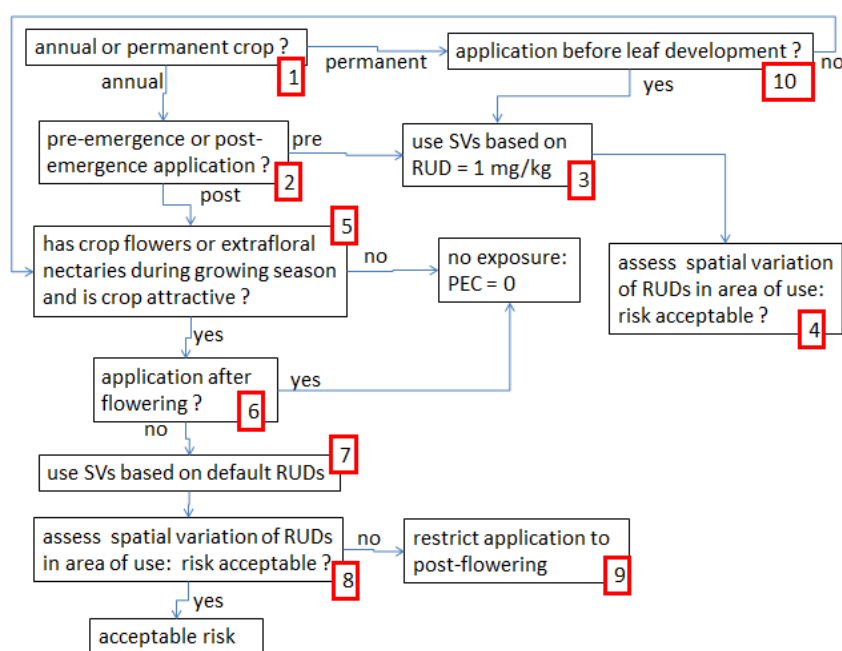 annual or permanent crop ?
1
annual
permanent
application before leaf development ?
10
no
yes
pre-emergence or post-
emergence application ?
2
pre
post
use SVs based on
RUD = 1 mg/kg
3
5
has crop flowers or extrafloral
nectaries during growing season
and is crop attractive ?
no
yes
no exposure:
PEC = 0
assess spatial variation
of RUDs in area of use:
risk acceptable ?
4
application after
flowering ?
6
yes
no
7
use SVs based on default RUDs
assess spatial variation of RUDs
in area of use: risk acceptable ?
8
no
yes
restrict application to
post-flowering
9
acceptable risk